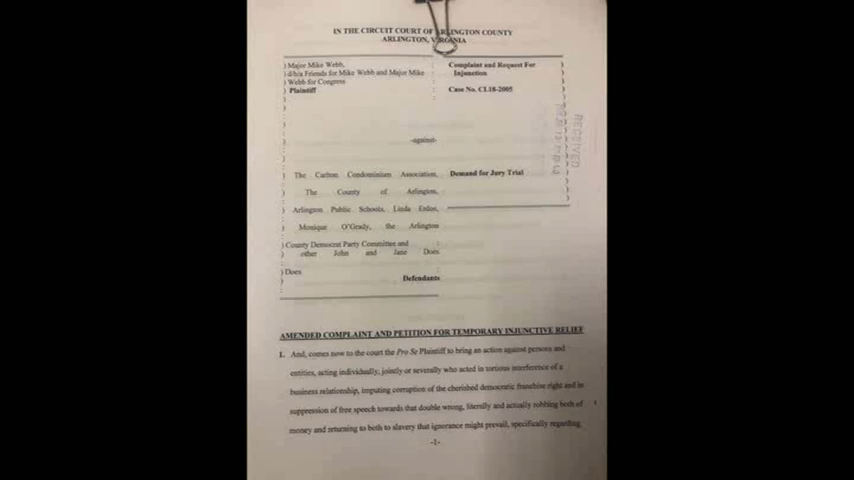 IN THE CIRCUIT COURT OF ARLINGTON COUNTY
ARLINGTON, VIRGINIA
) Major Mike Webb,
) d/b/a Friends for Mike Webb and Major Mike
) Webb for Congress
) Plaintiff
Complaint and Request For
Injunction
Case No. CL18-2005
-against-
) The Carlton Condominium Association,
) The County of Arlington,
) Arlington Public Schools, Linda
) Monique O'Grady, the Arlington
) County Democrat Party Committee and
) other John and Jane Does
) Does
Defendants
Demand for Jury Trial
RECEIVED
AMENDED COMPLAINT AND PETITION FOR TEMPORARY INJUNCTIVE RELIEF
I. And, comes now to the court the Pro Se Plaintiff to bring an action against persons and
entities, acting individually, jointly or severally who acted in tortious interference of a
business relationship, imputing corruption of the cherished democratic franchise right and in
suppression of free speech towards that double wrong, literally and actually robbing both of
money and returning to both to slavery that ignorance might prevail, specifically regarding
-1-